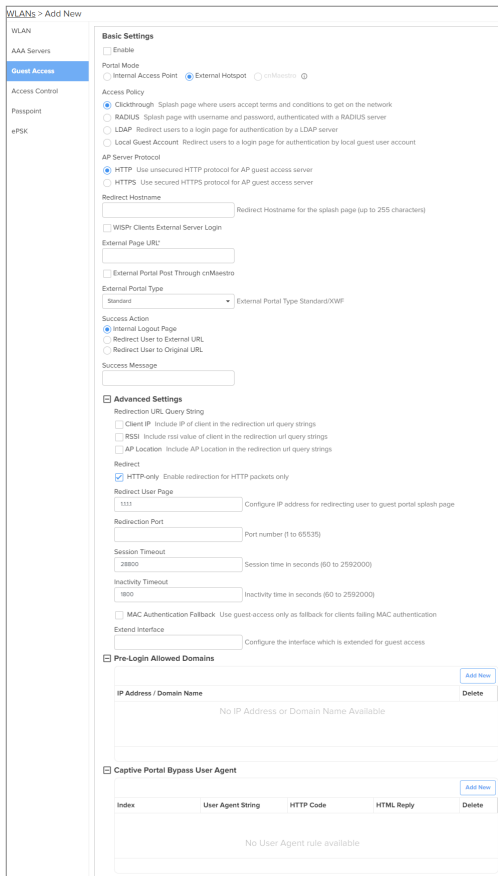 WLANs > Add New
WLAN
AAA Servers
Guest Access
Access Control
Passpoint
ePSK
Basic Settings
Enable
Portal Mode
Internal Access Point External Hotspot cnMaestro
Access Policy
Clickthrough Splash page where users accept terms and conditions to get on the network
RADIUS Splash page with username and password, authenticated with a RADIUS server
LDAP Redirect users to a login page for authentication by a LDAP server
Local Guest Account Redirect users to a login page for authentication by local guest user account
AP Server Protocol
HTTP Use unsecured HTTP protocol for AP guest access server
HTTPS Use secured HTTPS protocol for AP guest access server
Redirect Hostname
Redirect Hostname for the splash page (up to 255 characters)
WISPr Clients External Server Login
External Page URL*
External Portal Post Through cnMaestro
External Portal Type
Standard External Portal Type Standard/XWF
Success Action
Internal Logout Page
Redirect User to External URL
Redirect User to Original URL
Success Message
Advanced Settings
Redirection URL Query String
Client IP Include IP of client in the redirection url query strings
RSSI Include rssi value of client in the redirection url query strings
AP Location Include AP Location in the redirection url query strings
Redirect
HTTP-only Enable redirection for HTTP packets only
Redirect User Page
1.1.1.1 Configure IP address for redirecting user to guest portal splash page
Redirection Port
Port number (1 to 65535)
Session Timeout
28800 Session time in seconds (60 to 2592000)
Inactivity Timeout
1800 Inactivity time in seconds (60 to 2592000)
MAC Authentication Fallback Use guest-access only as fallback for clients failing MAC authentication
Extend Interface
Configure the interface which is extended for guest access
Pre-Login Allowed Domains
Add New
IP Address / Domain Name Delete
No IP Address or Domain Name Available
Captive Portal Bypass User Agent
Add New
Index User Agent String HTTP Code HTML Reply Delete
No User Agent rule available